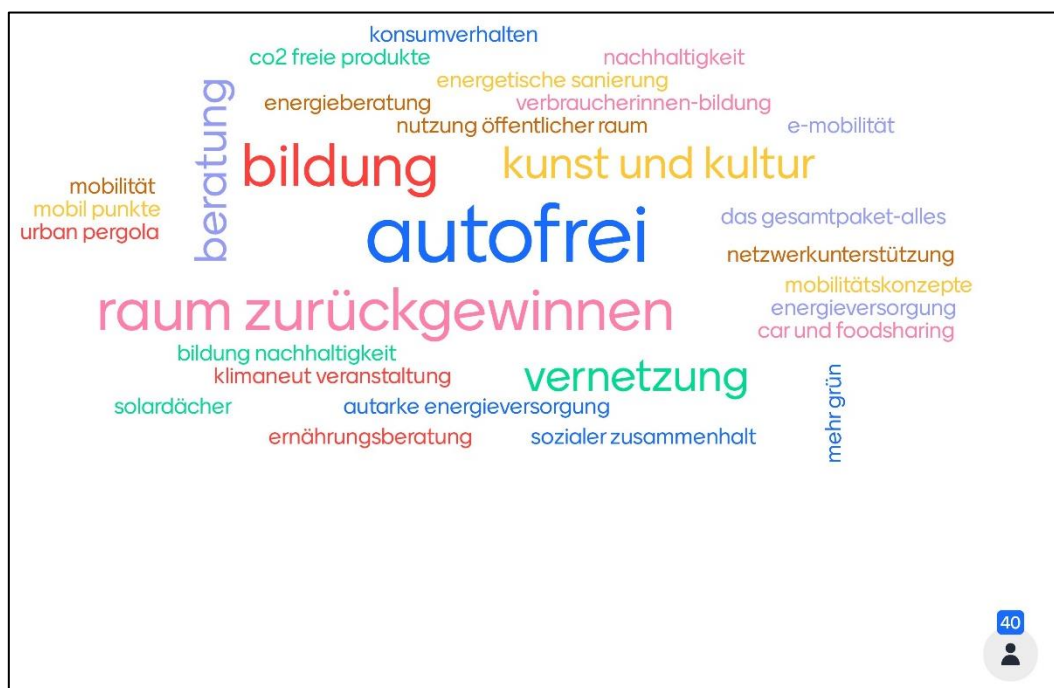 konsumverhalten
co2 freie produkte
nachhaltigkeit
energetische sanierung
energieberatung
verbraucherinnen-bildung
nutzung öffentlicher raum
e-mobilität
beratung
bildung
kunst und kultur
mobilität
mobil punkte
urban pergola
autofrei
das gesamtpaket-alles
netzwerkunterstützung
mobilitätskonzepte
energieversorgung
car und foodsharing
raum zurückgewinnen
bildung nachhaltigkeit
klimaneut veranstaltung
vernetzung
mehr grün
solardächer
autarke energieversorgung
ernährungsberatung
sozialer zusammenhalt
40